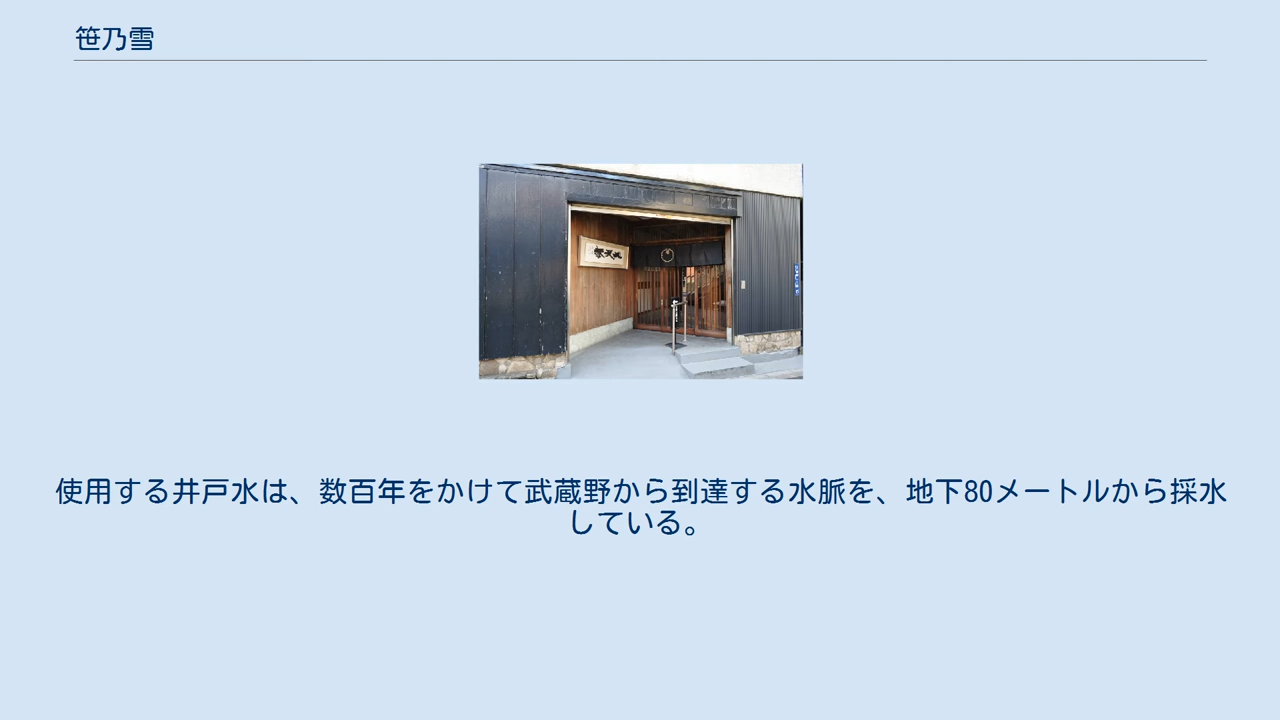 笹乃雪
使用する井戸水は、数百年をかけて武蔵野から到達する水脈を、地下80メートルから採水
している。